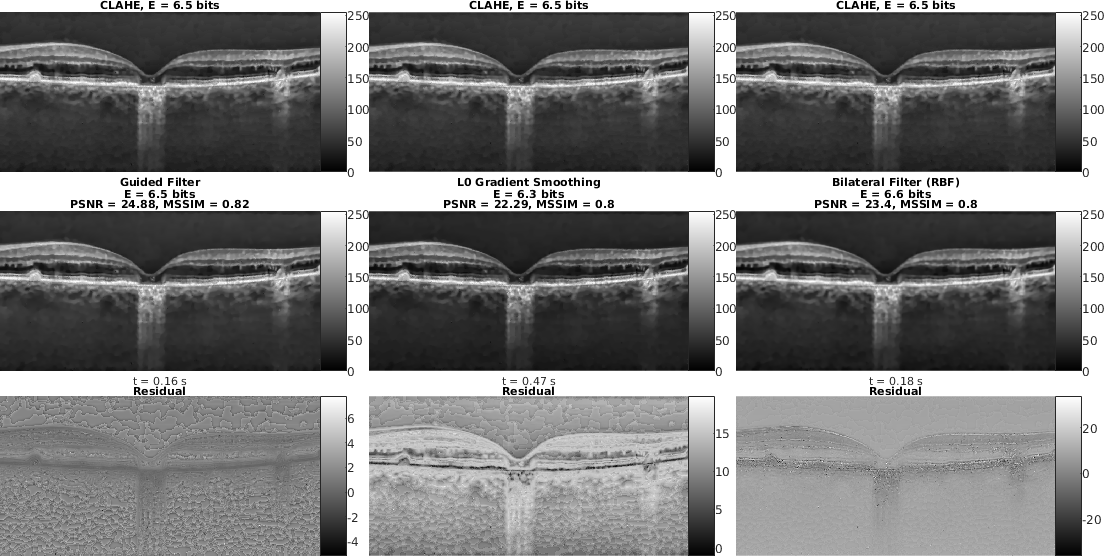 CLAHE, E = 6.5 bits
CLAHE, E = 6.5 bits
CLAHE, E = 6.5 bits
250
200
150
100
50
0
250
200
150
100
50
0
250
200
150
100
50
0
Guided Filter
E = 6.5 bits
PSNR = 24.88, MSSIM = 0.82
L0 Gradient Smoothing
E = 6.3 bits
PSNR = 22.29, MSSIM = 0.8
Bilateral Filter (RBF)
E = 6.6 bits
PSNR = 23.4, MSSIM = 0.8
250
200
150
100
50
0
250
200
150
100
50
0
250
200
150
100
50
0
t = 0.16 s
Residual
t = 0.47 s
Residual
t = 0.18 s
Residual
6
4
2
0
-2
-4
15
10
5
0
20
0
-20